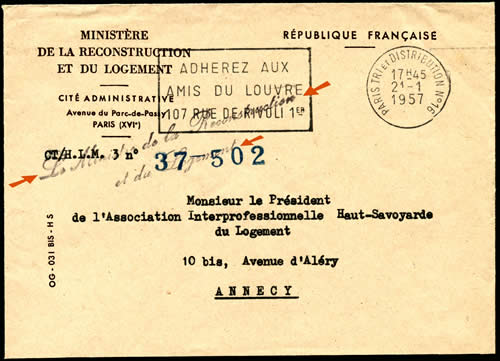 MINISTÈRE
DE LA RECONSTRUCTION
ET DU LOGEMENT
CITÉ ADMINISTRATIVE
Avenue du Parc-de-Passy
PARIS (XVIᵉ)
RÉPUBLIQUE FRANÇAISE
ADHEREZ AUX
AMIS DU LOUVRE
107 RUE DE RIVOLI 1ER
PARIS TRI et DISTRIBUTION N°16
17H45
21-1
1957
Le Ministre de la Reconstruction
et du Logement
CT/H.L.M. 3 n° 37-502
Monsieur le Président
de l'Association Interprofessionnelle Haut-Savoyarde
du Logement
10 bis, Avenue d'Aléry
ANNECY
OG-031 BIS-HS